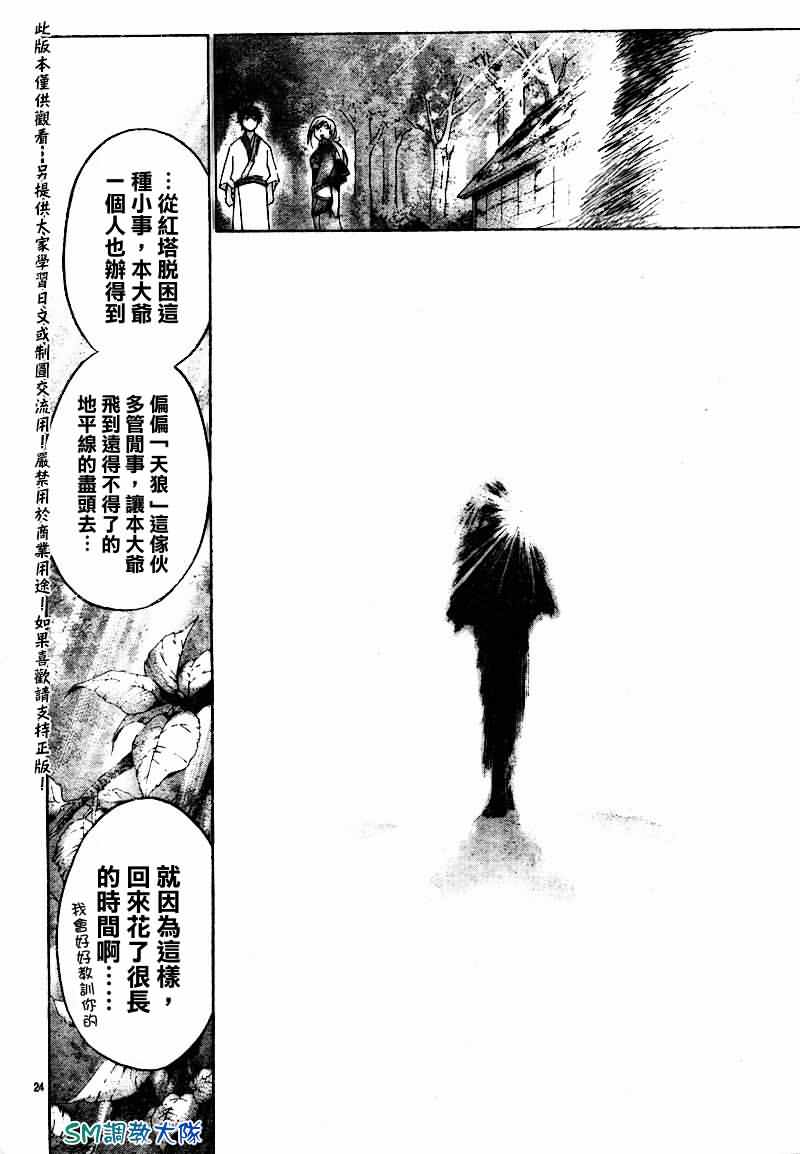 …從紅塔脱困這
種小事，本大爺
一個人也辦得到
偏偏「天狼」這傢伙
多管閒事，讓本大爺
飛到遠得不得了的
地平線的盡頭去…
就因為這樣，
回來花了很長
的時間啊……
我會好好教訓你的
此版本僅供觀看…另提供大家學習日文或制圖交流用！嚴禁用於商業用途！如果喜歡請支持正版！
24
SM調教大隊